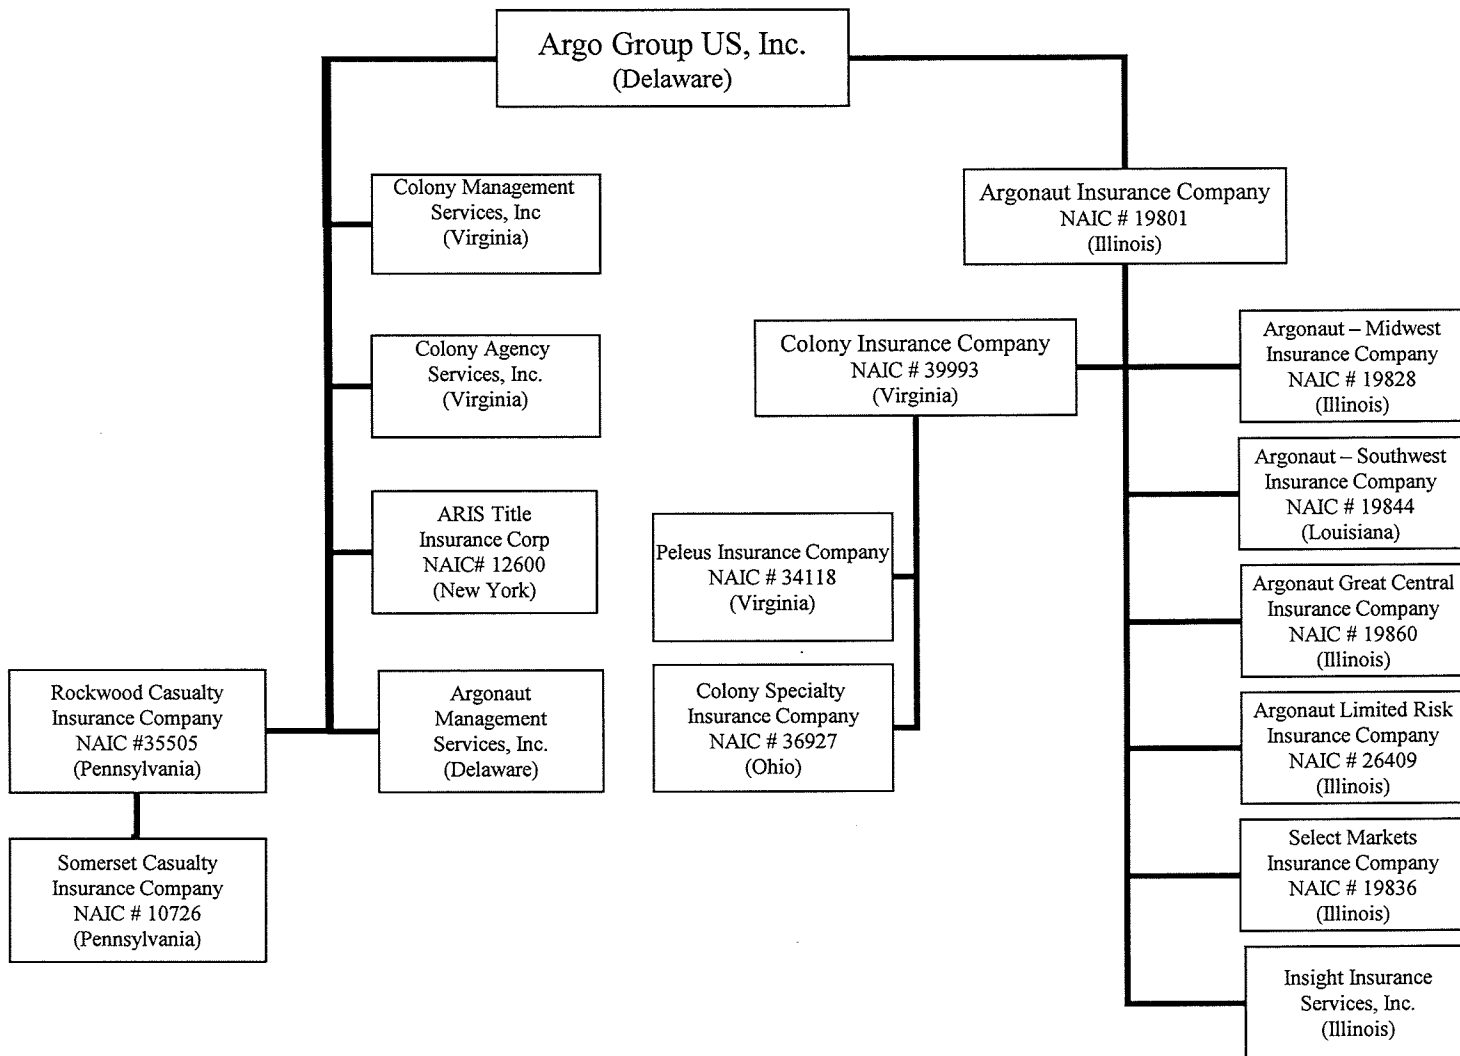 Argo Group US, Inc.
(Delaware)
Colony Management
Services, Inc
(Virginia)
Colony Agency
Services, Inc.
(Virginia)
ARIS Title
Insurance Corp
NAIC# 12600
(New York)
Rockwood Casualty
Insurance Company
NAIC #35505
(Pennsylvania)
Argonaut
Management
Services, Inc.
(Delaware)
Somerset Casualty
Insurance Company
NAIC # 10726
(Pennsylvania)
Argonaut Insurance Company
NAIC # 19801
(Illinois)
Colony Insurance Company
NAIC # 39993
(Virginia)
Peleus Insurance Company
NAIC # 34118
(Virginia)
Colony Specialty
Insurance Company
NAIC # 36927
(Ohio)
Argonaut – Midwest
Insurance Company
NAIC # 19828
(Illinois)
Argonaut – Southwest
Insurance Company
NAIC # 19844
(Louisiana)
Argonaut Great Central
Insurance Company
NAIC # 19860
(Illinois)
Argonaut Limited Risk
Insurance Company
NAIC # 26409
(Illinois)
Select Markets
Insurance Company
NAIC # 19836
(Illinois)
Insight Insurance
Services, Inc.
(Illinois)